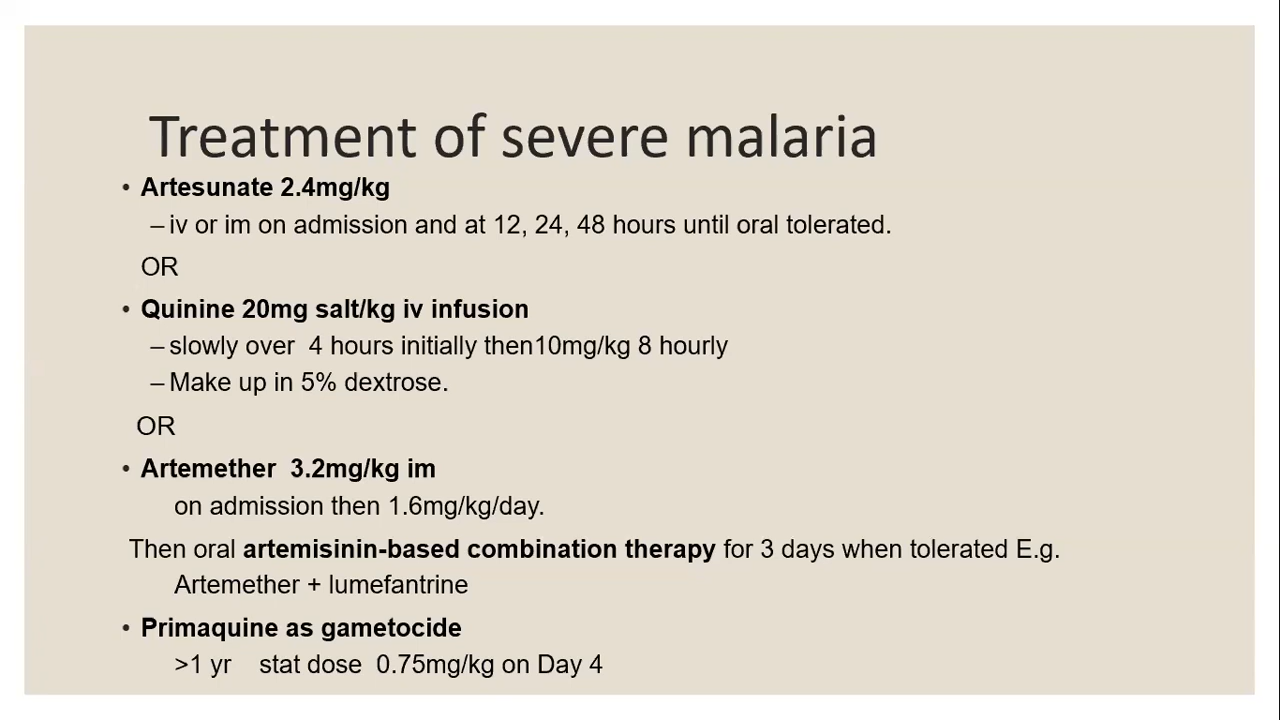 Treatment of severe malaria
• Artesunate 2.4mg/kg
– iv or im on admission and at 12, 24, 48 hours until oral tolerated.
OR
• Quinine 20mg salt/kg iv infusion
– slowly over 4 hours initially then10mg/kg 8 hourly
– Make up in 5% dextrose.
OR
• Artemether 3.2mg/kg im
on admission then 1.6mg/kg/day.
Then oral artemisinin-based combination therapy for 3 days when tolerated E.g.
Artemether + lumefantrine
• Primaquine as gametocide
>1 yr stat dose 0.75mg/kg on Day 4